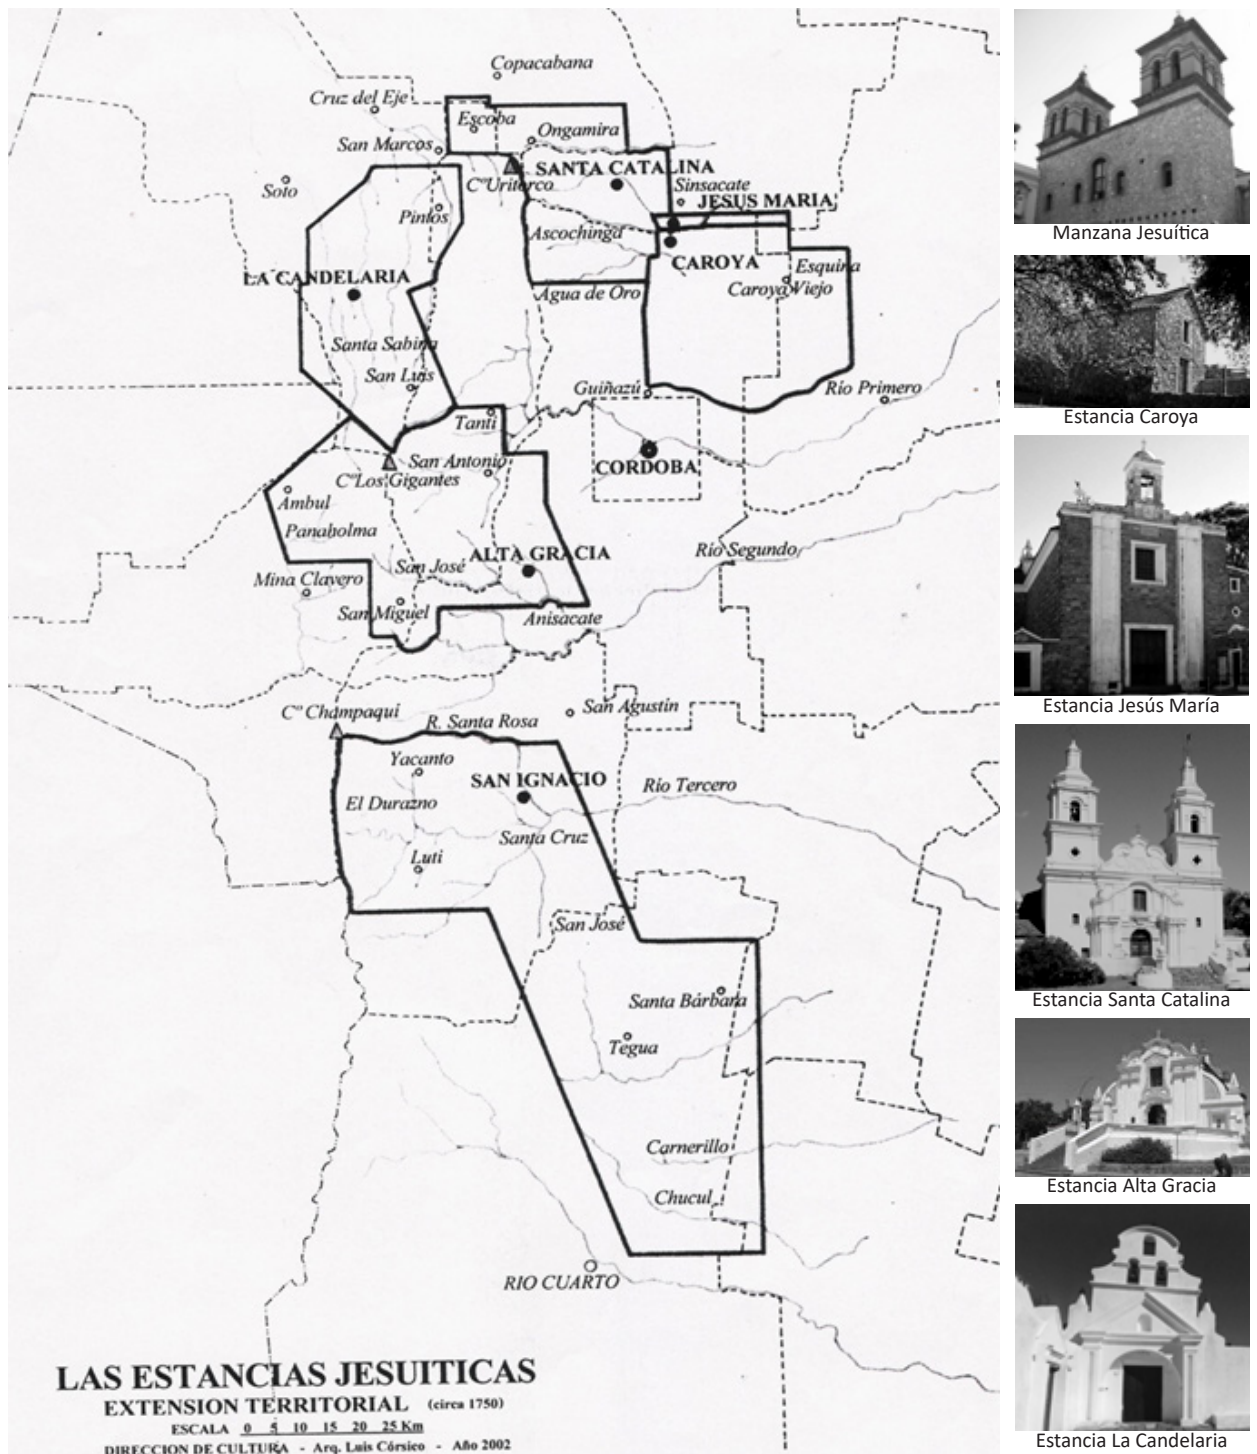 Copacabana
Cruz del Eje
Escoba
Ongamira
San Marcos
SANTA CATALINA
Soto
Cº Uritorco
Sinsacate
JESUS MARIA
Pintos
Ascochinga
CAROYA
Esquina
LA CANDELARIA
Caroya Viejo
Agua de Oro
Santa Sabina
San Luis
Guiñazú
Río Primero
Tanti
San Antonio
CORDOBA
Cº Los Gigantes
Ambul
Panaholma
Río Segundo
ALTA GRACIA
San José
Mina Clavero
San Miguel
Anisacate
Cº Champaquí
San Agustín
R. Santa Rosa
Yacanto
SAN IGNACIO
Río Tercero
El Durazno
Santa Cruz
Luti
San José
Santa Bárbara
Tegua
Carnerillo
Chucul
RIO CUARTO
LAS ESTANCIAS JESUITICAS
EXTENSION TERRITORIAL (circa 1750)
ESCALA 0 5 10 15 20 25 Km
DIRECCION DE CULTURA - Arq. Luis Córsico - Año 2002
Manzana Jesuítica
Estancia Caroya
Estancia Jesús María
Estancia Santa Catalina
Estancia Alta Gracia
Estancia La Candelaria